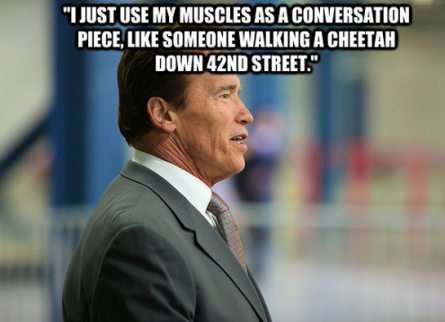 "I JUST USE MY MUSCLES AS A CONVERSATION
PIECE, LIKE SOMEONE WALKING A CHEETAH
DOWN 42ND STREET."